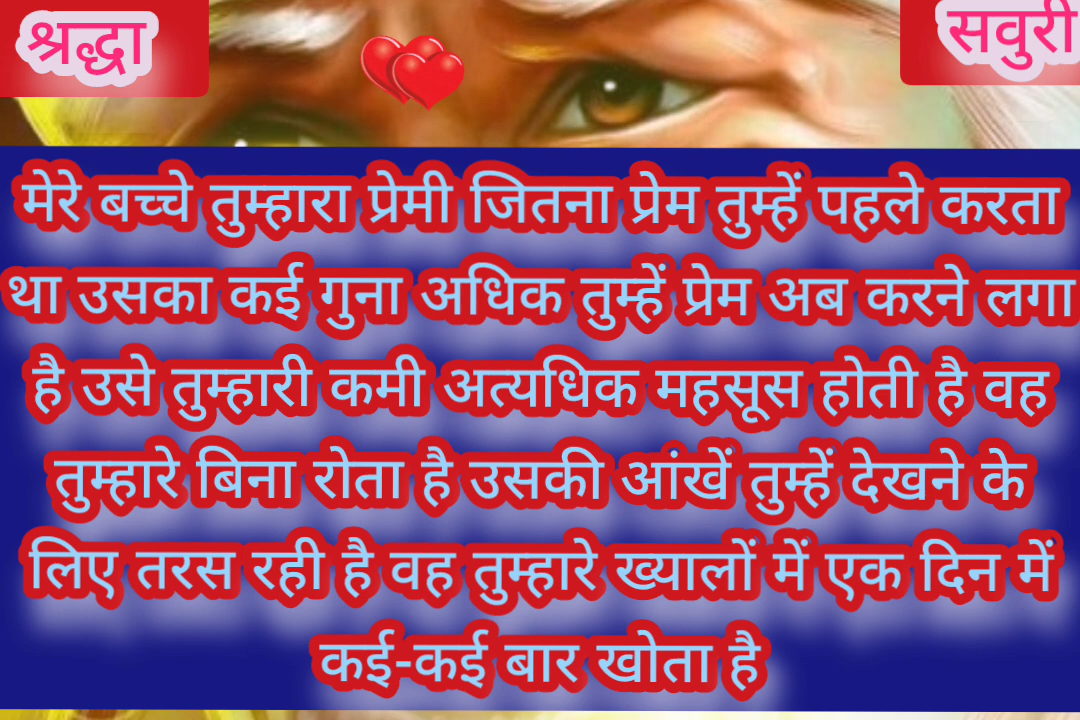 श्रद्धा
सवुरी
मेरे बच्चे तुम्हारा प्रेमी जितना प्रेम तुम्हें पहले करता
था उसका कई गुना अधिक तुम्हें प्रेम अब करने लगा
है उसे तुम्हारी कमी अत्यधिक महसूस होती है वह
तुम्हारे बिना रोता है उसकी आंखें तुम्हें देखने के
लिए तरस रही है वह तुम्हारे ख्यालों में एक दिन में
कई-कई बार खोता है